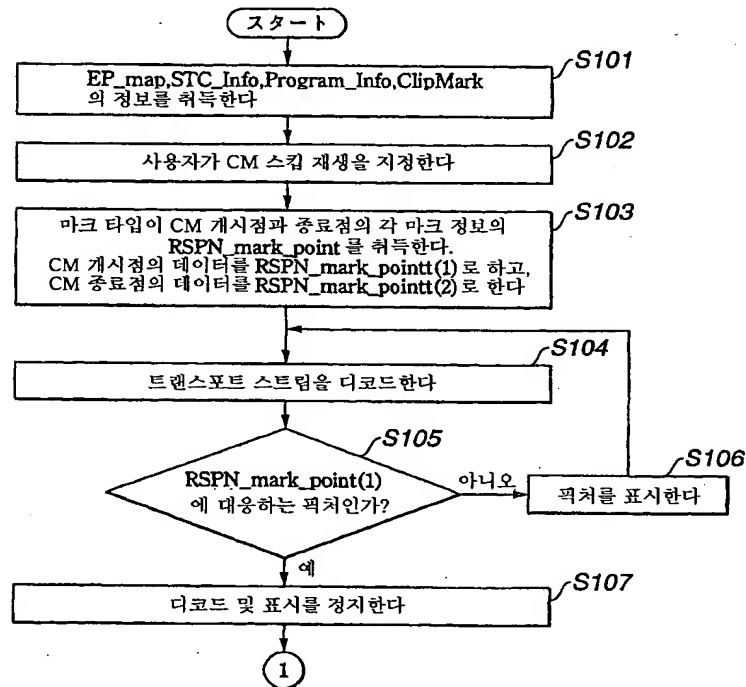 スタート
S101
EP_map,STC_Info,Program_Info,ClipMark
의 정보를 취득한다
S102
사용자가 CM 스킵 재생을 지정한다
S103
마크 타입이 CM 개시점과 종료점의 각 마크 정보의
RSPN_mark_point 를 취득한다.
CM 개시점의 데이터를 RSPN_mark_pointt(1)로 하고,
CM 종료점의 데이터를 RSPN_mark_pointt(2)로 한다
S104
트랜스포트 스트림을 디코드한다
S105
RSPN_mark_point(1)
에 대응하는 픽처인가?
아니오
S106
픽처를 표시한다
예
S107
디코드 및 표시를 정지한다
1